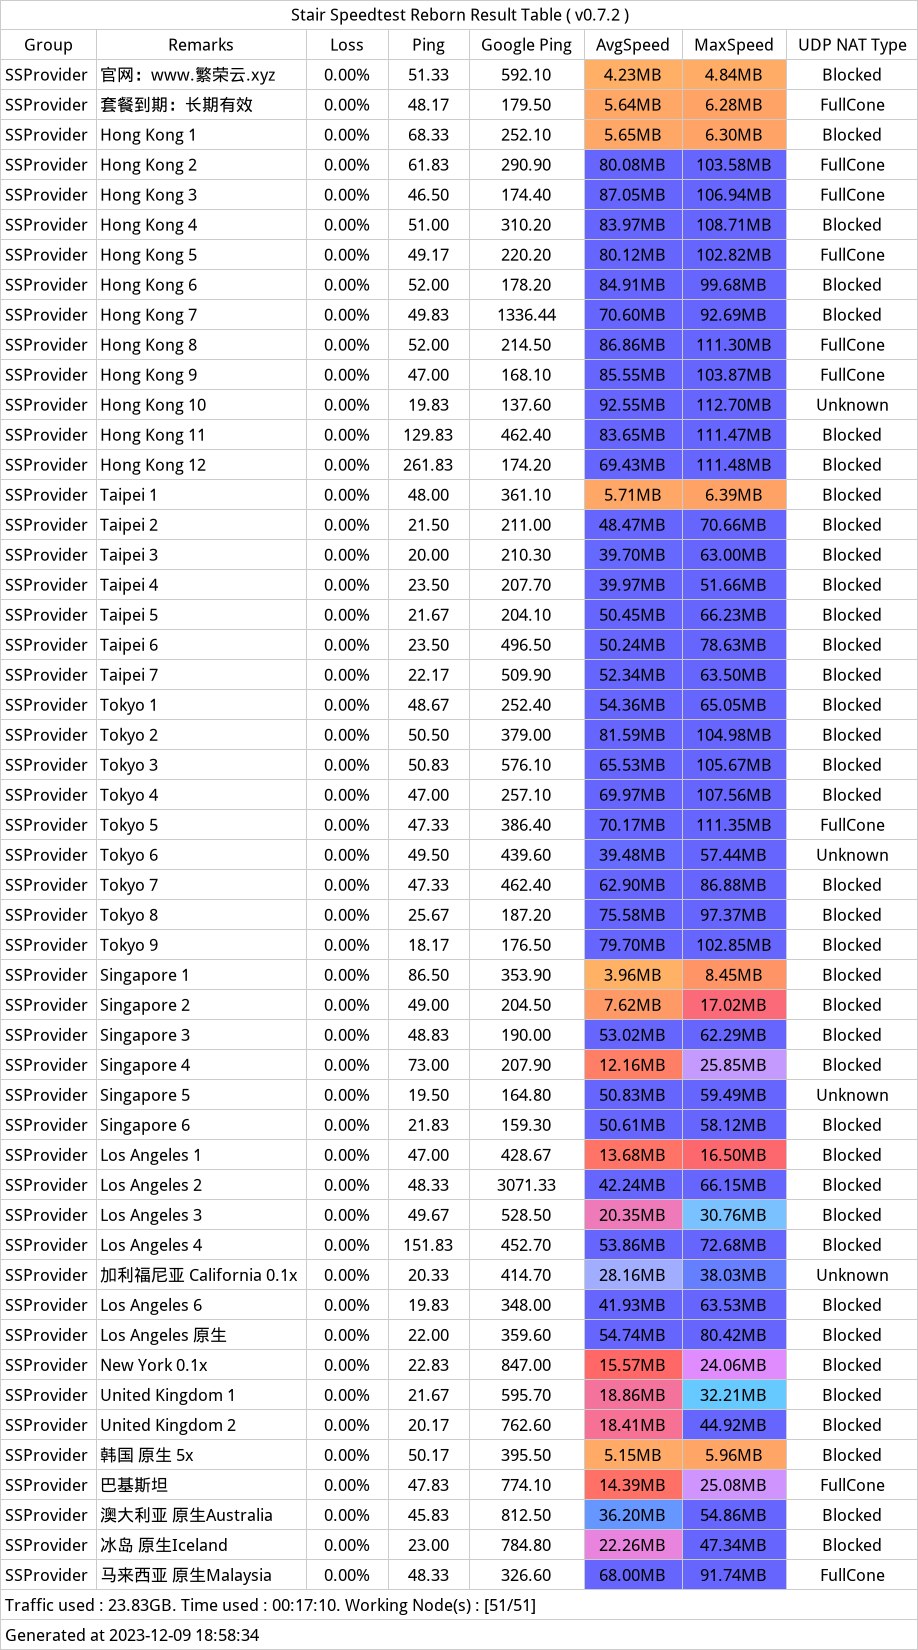 Stair Speedtest Reborn Result Table ( v0.7.2 )
Group Remarks Loss Ping Google Ping AvgSpeed MaxSpeed UDP NAT Type
SSProvider 官网：www.繁荣云.xyz 0.00% 51.33 592.10 4.23MB 4.84MB Blocked
SSProvider 套餐到期：长期有效 0.00% 48.17 179.50 5.64MB 6.28MB FullCone
SSProvider Hong Kong 1 0.00% 68.33 252.10 5.65MB 6.30MB Blocked
SSProvider Hong Kong 2 0.00% 61.83 290.90 80.08MB 103.58MB FullCone
SSProvider Hong Kong 3 0.00% 46.50 174.40 87.05MB 106.94MB FullCone
SSProvider Hong Kong 4 0.00% 51.00 310.20 83.97MB 108.71MB Blocked
SSProvider Hong Kong 5 0.00% 49.17 220.20 80.12MB 102.82MB FullCone
SSProvider Hong Kong 6 0.00% 52.00 178.20 84.91MB 99.68MB Blocked
SSProvider Hong Kong 7 0.00% 49.83 1336.44 70.60MB 92.69MB Blocked
SSProvider Hong Kong 8 0.00% 52.00 214.50 86.86MB 111.30MB FullCone
SSProvider Hong Kong 9 0.00% 47.00 168.10 85.55MB 103.87MB FullCone
SSProvider Hong Kong 10 0.00% 19.83 137.60 92.55MB 112.70MB Unknown
SSProvider Hong Kong 11 0.00% 129.83 462.40 83.65MB 111.47MB Blocked
SSProvider Hong Kong 12 0.00% 261.83 174.20 69.43MB 111.48MB Blocked
SSProvider Taipei 1 0.00% 48.00 361.10 5.71MB 6.39MB Blocked
SSProvider Taipei 2 0.00% 21.50 211.00 48.47MB 70.66MB Blocked
SSProvider Taipei 3 0.00% 20.00 210.30 39.70MB 63.00MB Blocked
SSProvider Taipei 4 0.00% 23.50 207.70 39.97MB 51.66MB Blocked
SSProvider Taipei 5 0.00% 21.67 204.10 50.45MB 66.23MB Blocked
SSProvider Taipei 6 0.00% 23.50 496.50 50.24MB 78.63MB Blocked
SSProvider Taipei 7 0.00% 22.17 509.90 52.34MB 63.50MB Blocked
SSProvider Tokyo 1 0.00% 48.67 252.40 54.36MB 65.05MB Blocked
SSProvider Tokyo 2 0.00% 50.50 379.00 81.59MB 104.98MB Blocked
SSProvider Tokyo 3 0.00% 50.83 576.10 65.53MB 105.67MB Blocked
SSProvider Tokyo 4 0.00% 47.00 257.10 69.97MB 107.56MB Blocked
SSProvider Tokyo 5 0.00% 47.33 386.40 70.17MB 111.35MB FullCone
SSProvider Tokyo 6 0.00% 49.50 439.60 39.48MB 57.44MB Unknown
SSProvider Tokyo 7 0.00% 47.33 462.40 62.90MB 86.88MB Blocked
SSProvider Tokyo 8 0.00% 25.67 187.20 75.58MB 97.37MB Blocked
SSProvider Tokyo 9 0.00% 18.17 176.50 79.70MB 102.85MB Blocked
SSProvider Singapore 1 0.00% 86.50 353.90 3.96MB 8.45MB Blocked
SSProvider Singapore 2 0.00% 49.00 204.50 7.62MB 17.02MB Blocked
SSProvider Singapore 3 0.00% 48.83 190.00 53.02MB 62.29MB Blocked
SSProvider Singapore 4 0.00% 73.00 207.90 12.16MB 25.85MB Blocked
SSProvider Singapore 5 0.00% 19.50 164.80 50.83MB 59.49MB Unknown
SSProvider Singapore 6 0.00% 21.83 159.30 50.61MB 58.12MB Blocked
SSProvider Los Angeles 1 0.00% 47.00 428.67 13.68MB 16.50MB Blocked
SSProvider Los Angeles 2 0.00% 48.33 3071.33 42.24MB 66.15MB Blocked
SSProvider Los Angeles 3 0.00% 49.67 528.50 20.35MB 30.76MB Blocked
SSProvider Los Angeles 4 0.00% 151.83 452.70 53.86MB 72.68MB Blocked
SSProvider 加利福尼亚 California 0.1x 0.00% 20.33 414.70 28.16MB 38.03MB Unknown
SSProvider Los Angeles 6 0.00% 19.83 348.00 41.93MB 63.53MB Blocked
SSProvider Los Angeles 原生 0.00% 22.00 359.60 54.74MB 80.42MB Blocked
SSProvider New York 0.1x 0.00% 22.83 847.00 15.57MB 24.06MB Blocked
SSProvider United Kingdom 1 0.00% 21.67 595.70 18.86MB 32.21MB Blocked
SSProvider United Kingdom 2 0.00% 20.17 762.60 18.41MB 44.92MB Blocked
SSProvider 韩国 原生 5x 0.00% 50.17 395.50 5.15MB 5.96MB Blocked
SSProvider 巴基斯坦 0.00% 47.83 774.10 14.39MB 25.08MB FullCone
SSProvider 澳大利亚 原生Australia 0.00% 45.83 812.50 36.20MB 54.86MB Blocked
SSProvider 冰岛 原生Iceland 0.00% 23.00 784.80 22.26MB 47.34MB Blocked
SSProvider 马来西亚 原生Malaysia 0.00% 48.33 326.60 68.00MB 91.74MB FullCone
Traffic used : 23.83GB. Time used : 00:17:10. Working Node(s) : [51/51]
Generated at 2023-12-09 18:58:34